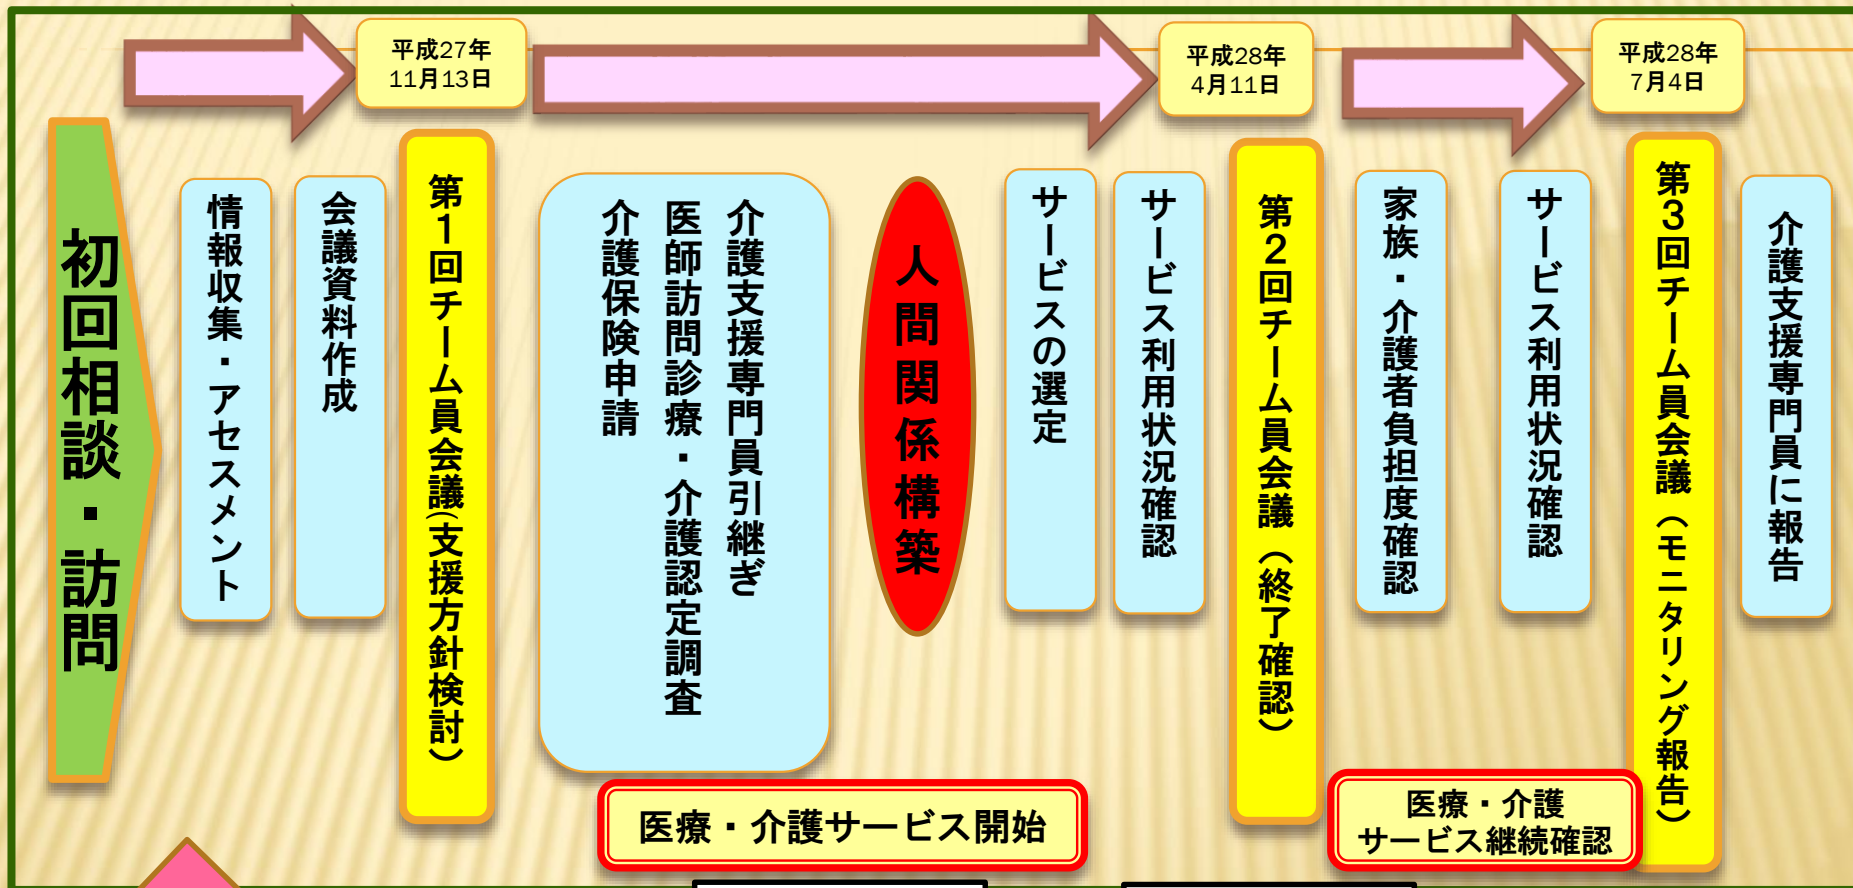 平成27年
11月13日
平成28年
4月11日
平成28年
7月4日
初回相談・訪問
情報収集・アセスメント
会議資料作成
第1回チーム員会議(支援方針検討)
介護支援専門員引継ぎ
医師訪問診療・介護認定調査
介護保険申請
人間関係構築
サービスの選定
サービス利用状況確認
第2回チーム員会議(終了確認)
家族・介護者負担度確認
サービス利用状況確認
第3回チーム員会議(モニタリング報告)
介護支援専門員に報告
医療・介護サービス開始
医療・介護
サービス継続確認